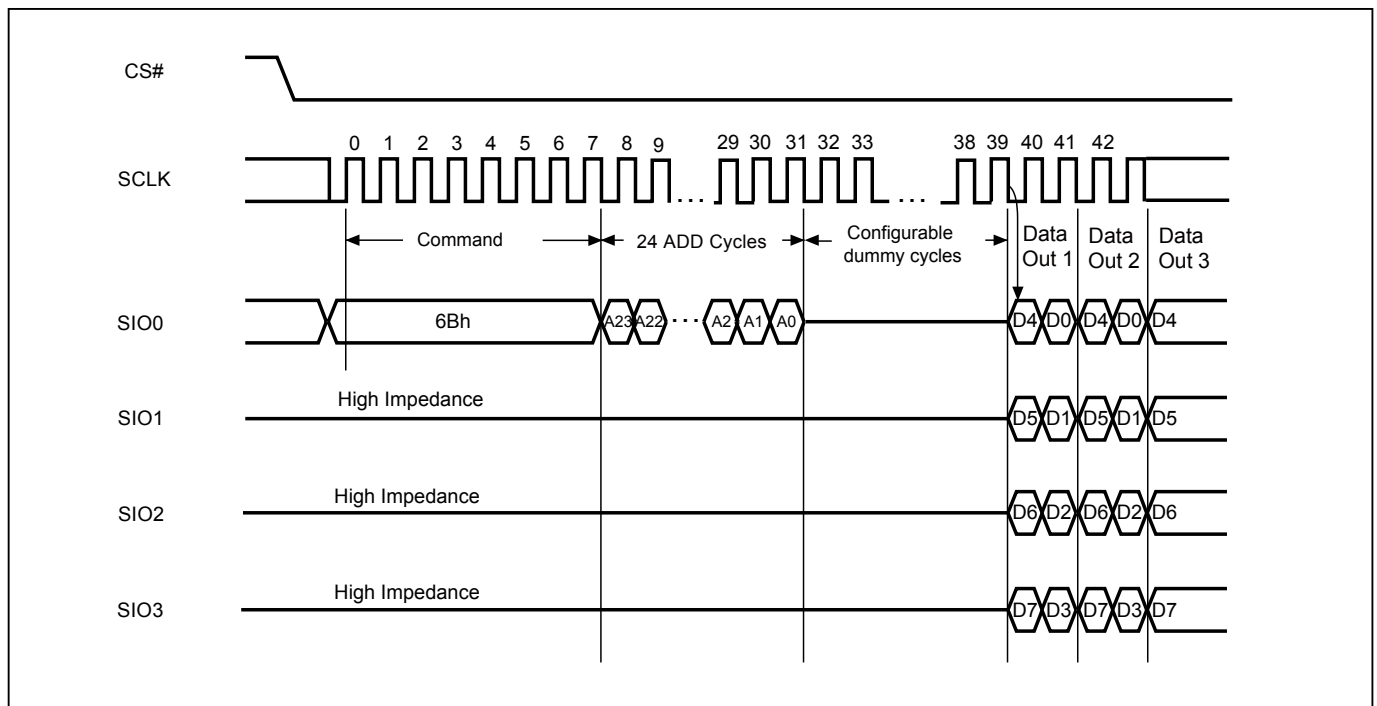 CS#
0 1 2 3 4 5 6 7 8 9 29 30 31 32 33 38 39 40 41 42
SCLK
. . . . . .
Command 24 ADD Cycles Configurable dummy cycles Data Out 1 Data Out 2 Data Out 3
SIO0 6Bh A23 A22 · · · A2 A1 A0 D4 D0 D4 D0 D4
High Impedance
SIO1 D5 D1 D5 D1 D5
High Impedance
SIO2 D6 D2 D6 D2 D6
High Impedance
SIO3 D7 D3 D7 D3 D7